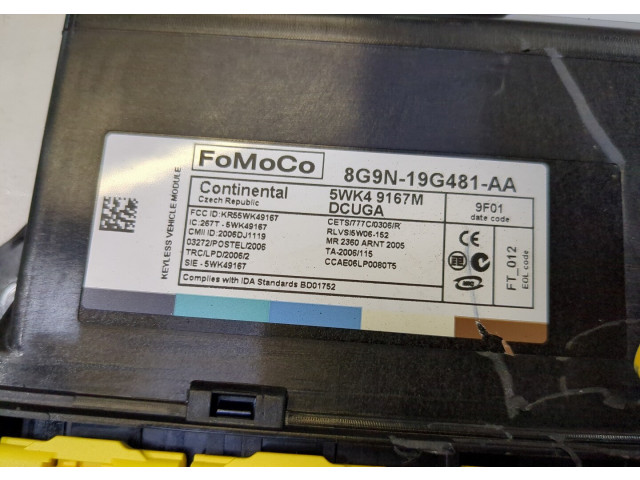 FoMoCo
8G9N-19G481-AA
KEYLESS VEHICLE MODULE
Continental
Czech Republic
5WK4 9167M
DCUGA
9F01
date code
FCC ID: KR55WK49167
IC:267T - 5WK49167
CMII ID: 2006DJ1119
03272/POSTEL/2006
TRC/LPD/2006/2
SIE - 5WK49167
CETS/77TC/0306/R
RLVSI5W06-152
MR 2360 ARNT 2005
TA-2006/115
CCAE06LP0080T5
FT_012
EOL code
Complies with IDA Standards BD01752